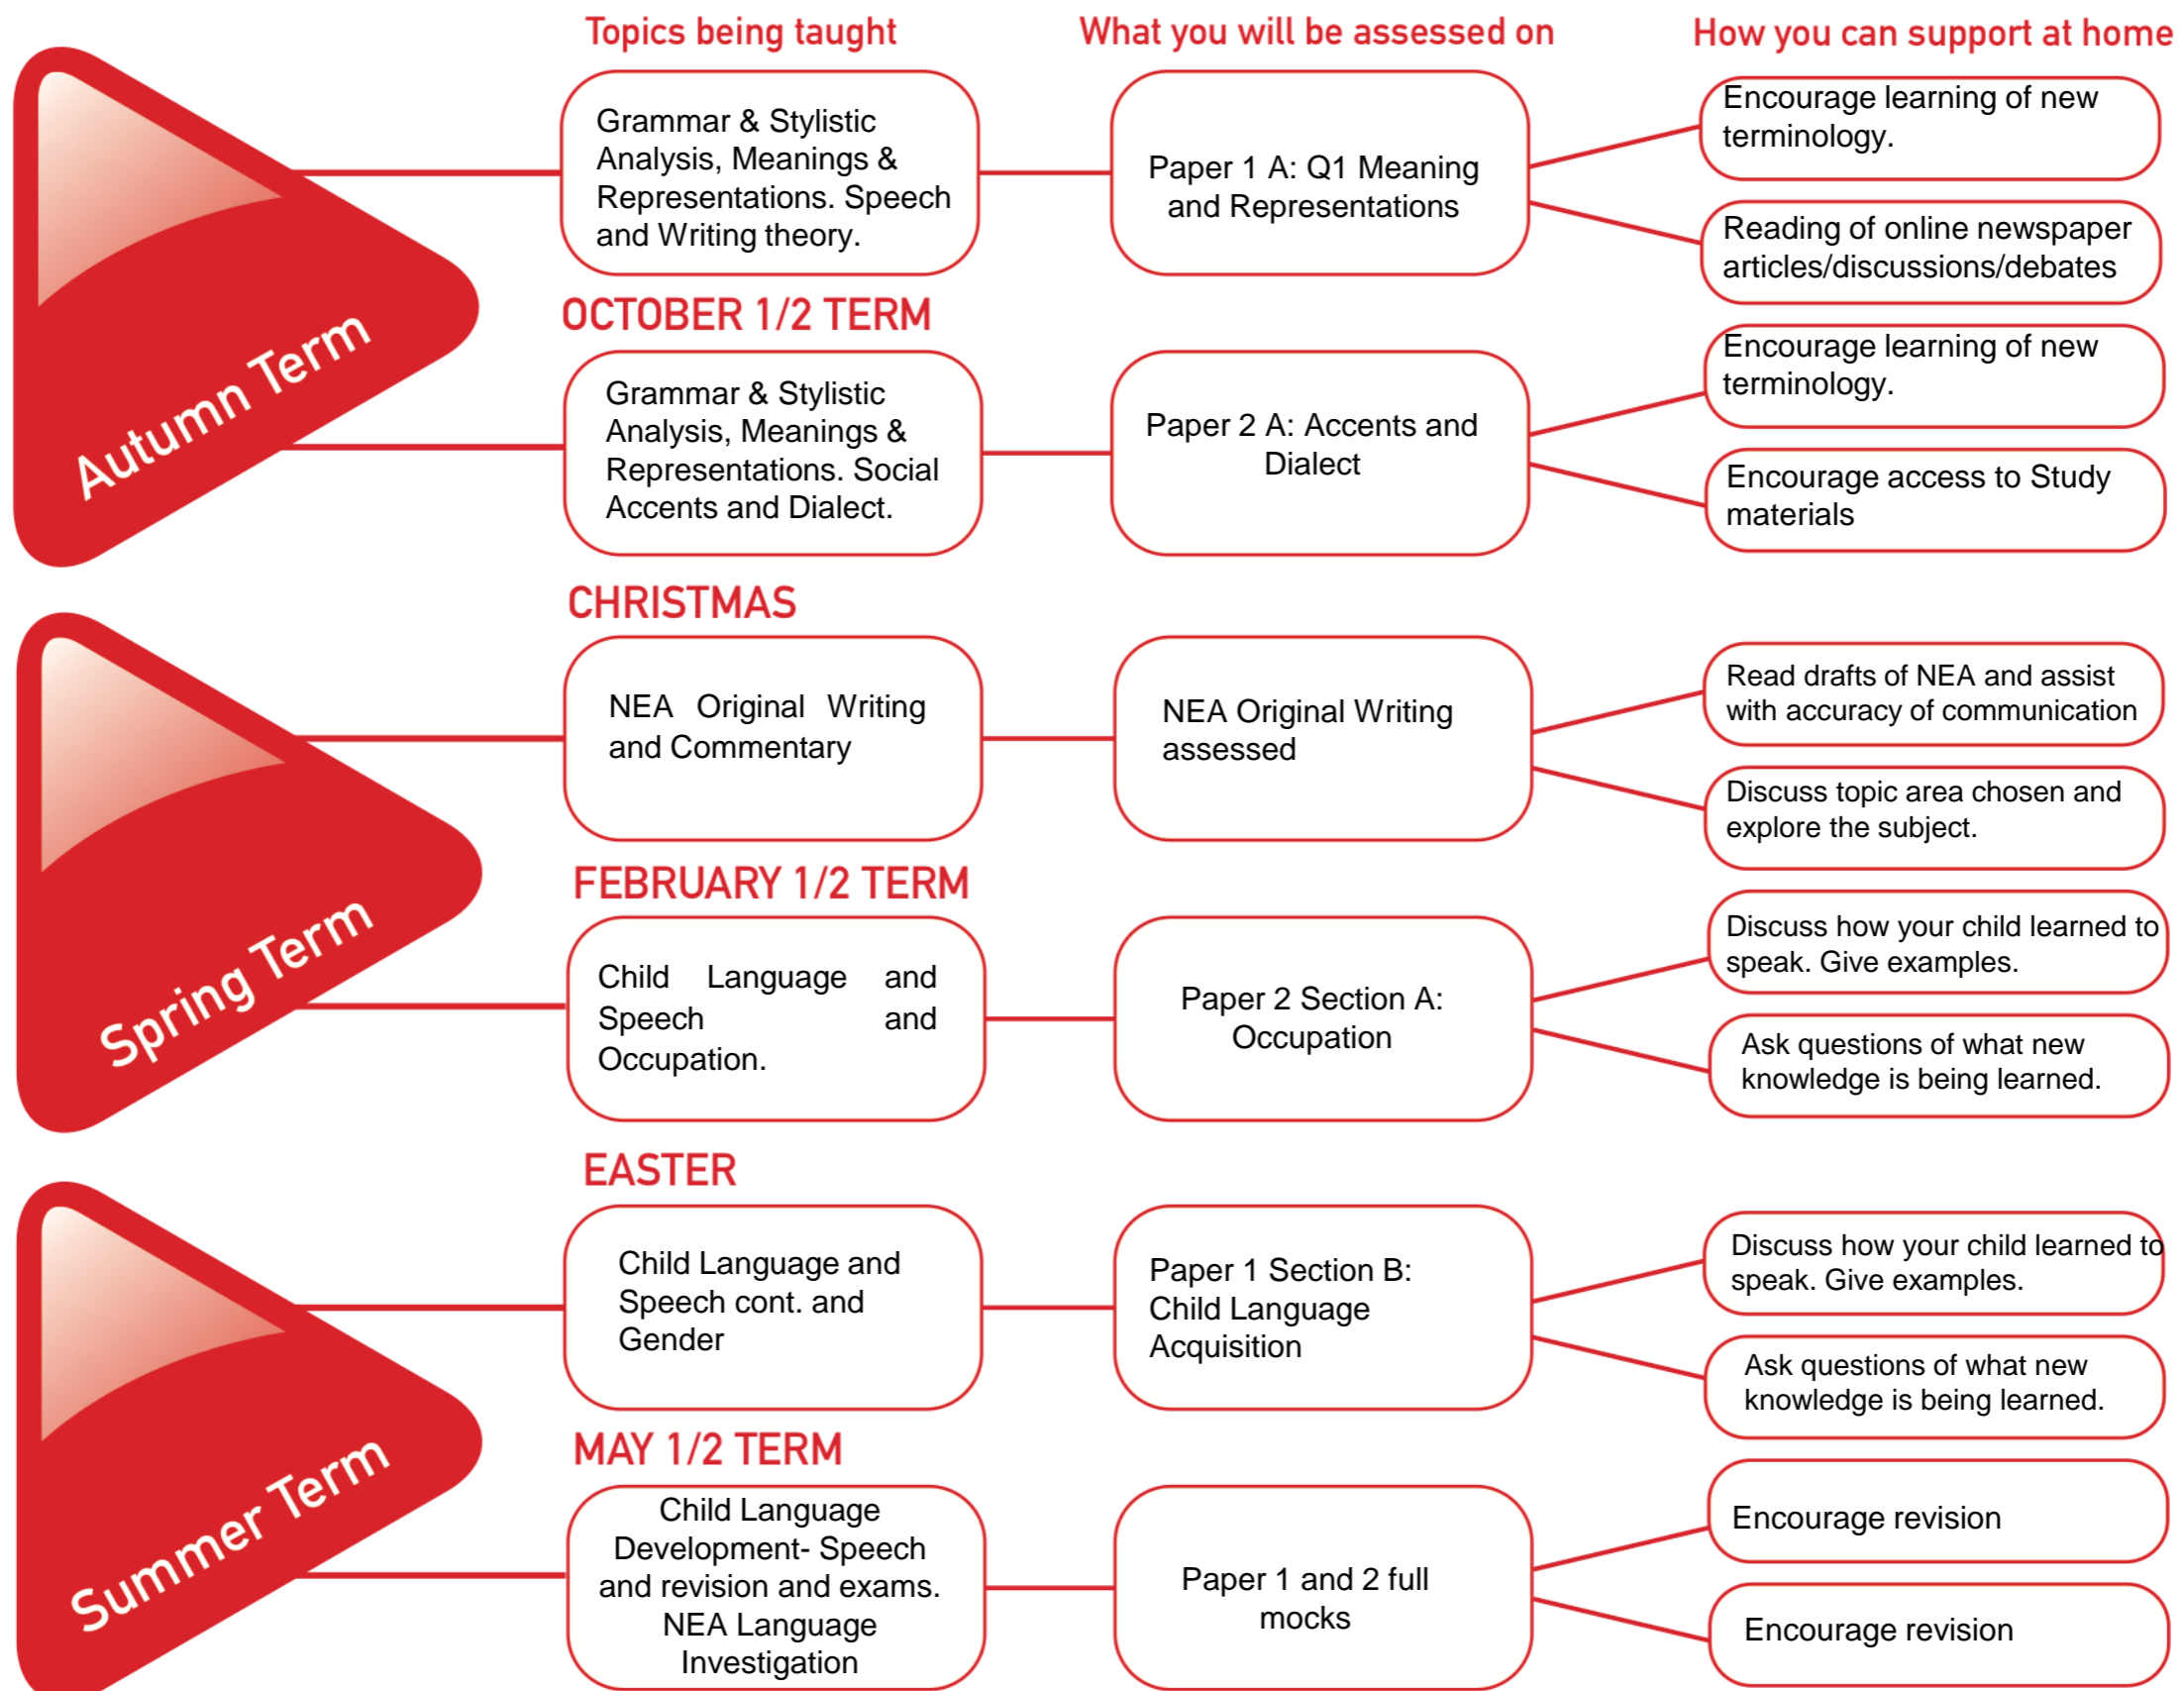 Topics being taught
What you will be assessed on
How you can support at home
Autumn Term
Grammar & Stylistic
Analysis, Meanings &
Representations. Speech
and Writing theory.
Paper 1 A: Q1 Meaning
and Representations
Encourage learning of new
terminology.
Reading of online newspaper
articles/discussions/debates
OCTOBER 1/2 TERM
Grammar & Stylistic
Analysis, Meanings &
Representations. Social
Accents and Dialect.
Paper 2 A: Accents and
Dialect
Encourage learning of new
terminology.
Encourage access to Study
materials
CHRISTMAS
Spring Term
NEA Original Writing
and Commentary
NEA Original Writing
assessed
Read drafts of NEA and assist
with accuracy of communication
Discuss topic area chosen and
explore the subject.
FEBRUARY 1/2 TERM
Child Language and
Speech and
Occupation.
Paper 2 Section A:
Occupation
Discuss how your child learned to
speak. Give examples.
Ask questions of what new
knowledge is being learned.
EASTER
Summer Term
Child Language and
Speech cont. and
Gender
Paper 1 Section B:
Child Language
Acquisition
Discuss how your child learned to
speak. Give examples.
Ask questions of what new
knowledge is being learned.
MAY 1/2 TERM
Child Language
Development- Speech
and revision and exams.
NEA Language
Investigation
Paper 1 and 2 full
mocks
Encourage revision
Encourage revision